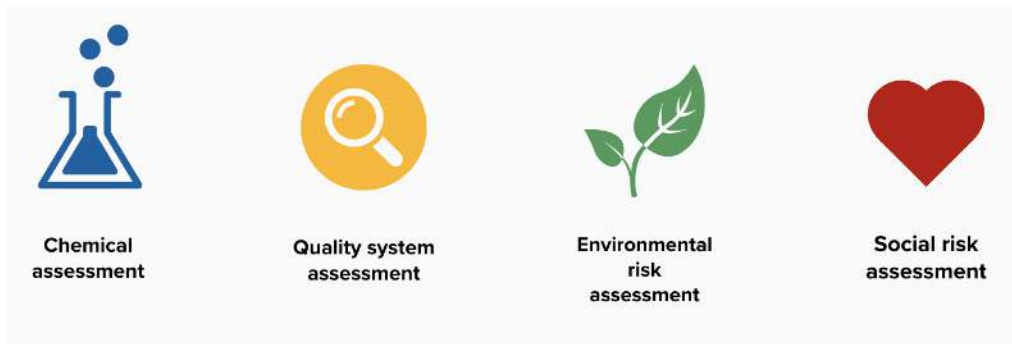 Chemical
assessment
Quality system
assessment
Environmental
risk
assessment
Social risk
assessment